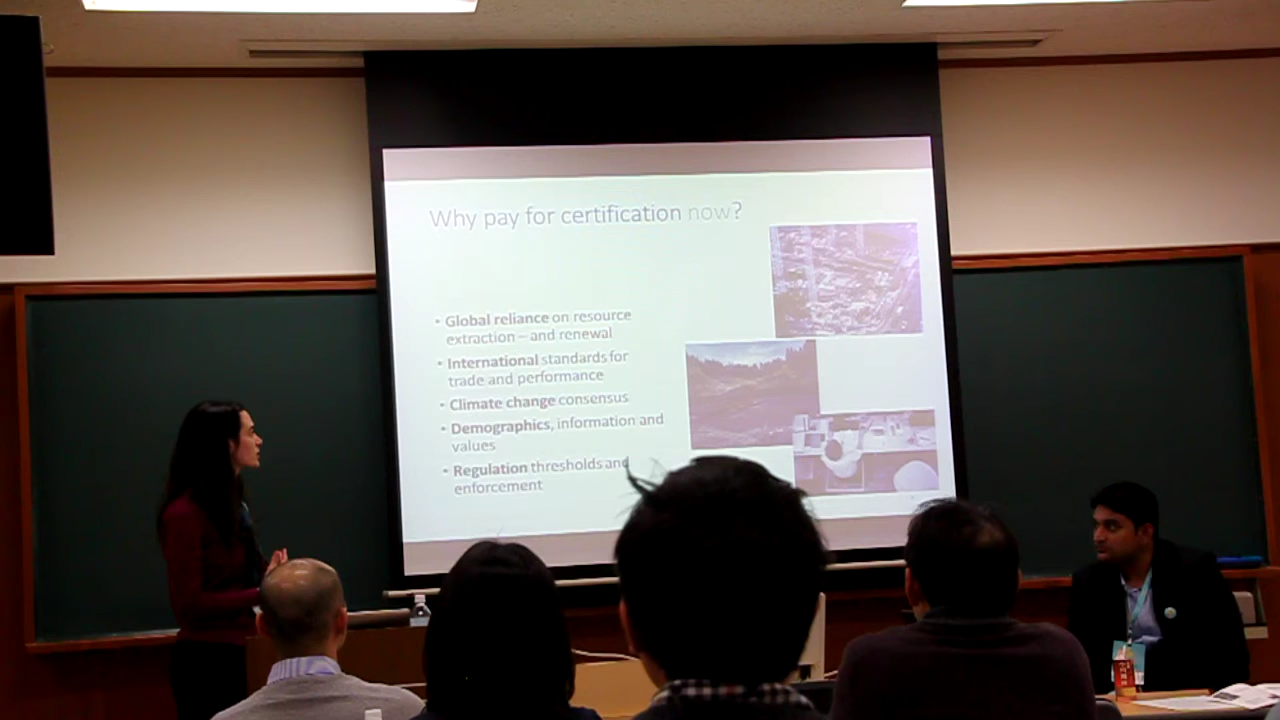 Why pay for certification now?
• Global reliance on resource
extraction – and renewal
• International standards for
trade and performance
• Climate change consensus
• Demographics, information and
values
• Regulation thresholds and
enforcement